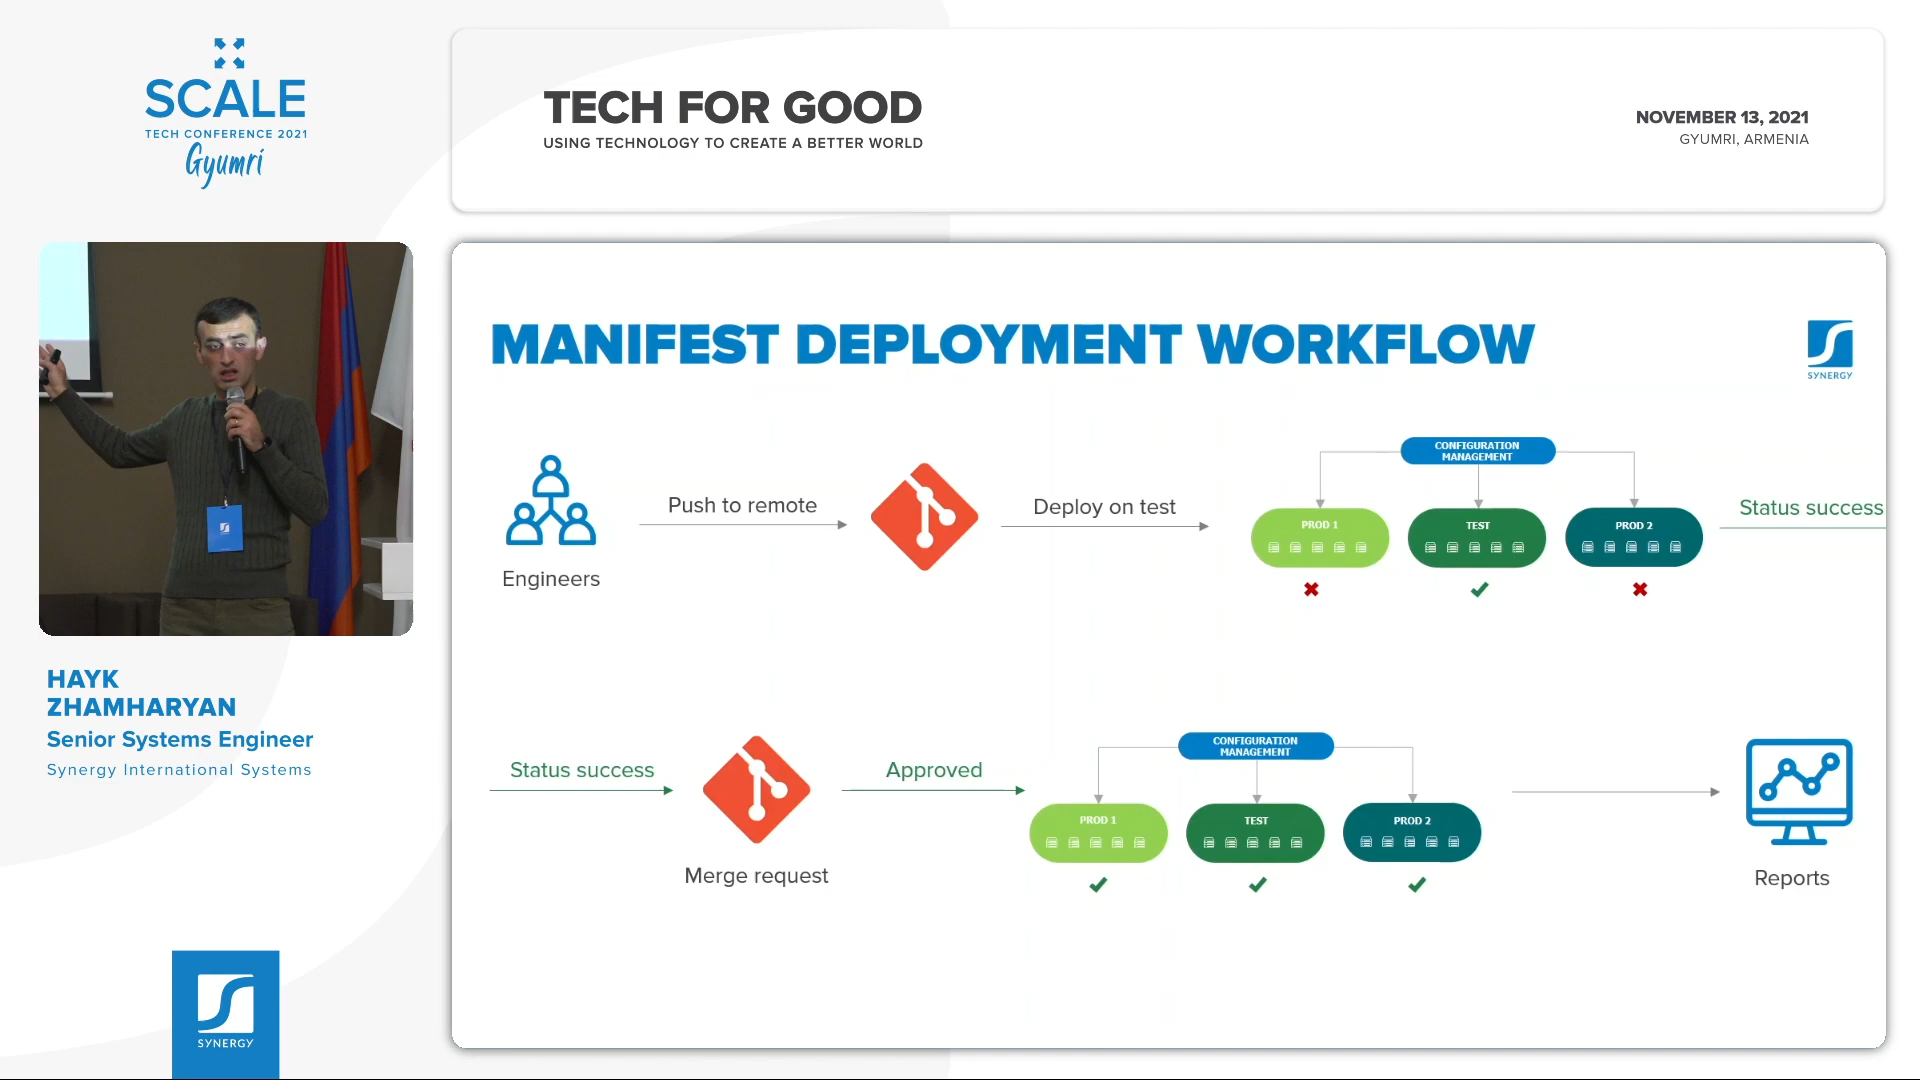 SCALE
TECH CONFERENCE 2021
Gyumri
TECH FOR GOOD
USING TECHNOLOGY TO CREATE A BETTER WORLD
NOVEMBER 13, 2021
GYUMRI, ARMENIA
HAYK
ZHAMHARYAN
Senior Systems Engineer
Synergy International Systems
SYNERGY
MANIFEST DEPLOYMENT WORKFLOW
SYNERGY
Engineers
Push to remote
Deploy on test
CONFIGURATION
MANAGEMENT
PROD 1
TEST
PROD 2
Status success
Status success
Merge request
Approved
CONFIGURATION
MANAGEMENT
PROD 1
TEST
PROD 2
Reports